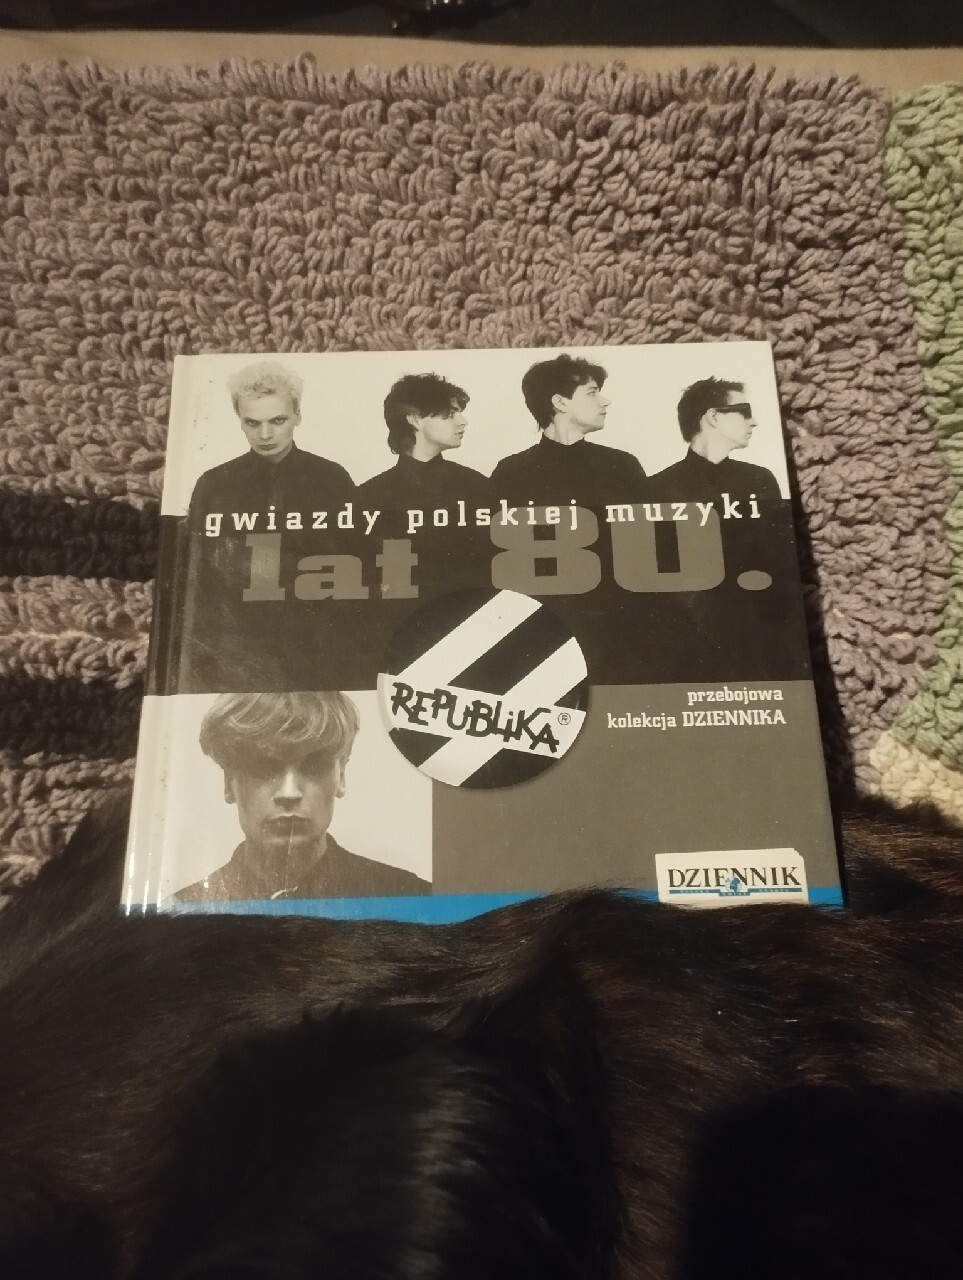 gwiazdy polskiej muzyki
lat 80.
REPUBLIKA ®
przebojowa
kolekcja DZIENNIKA
DZIENNIK